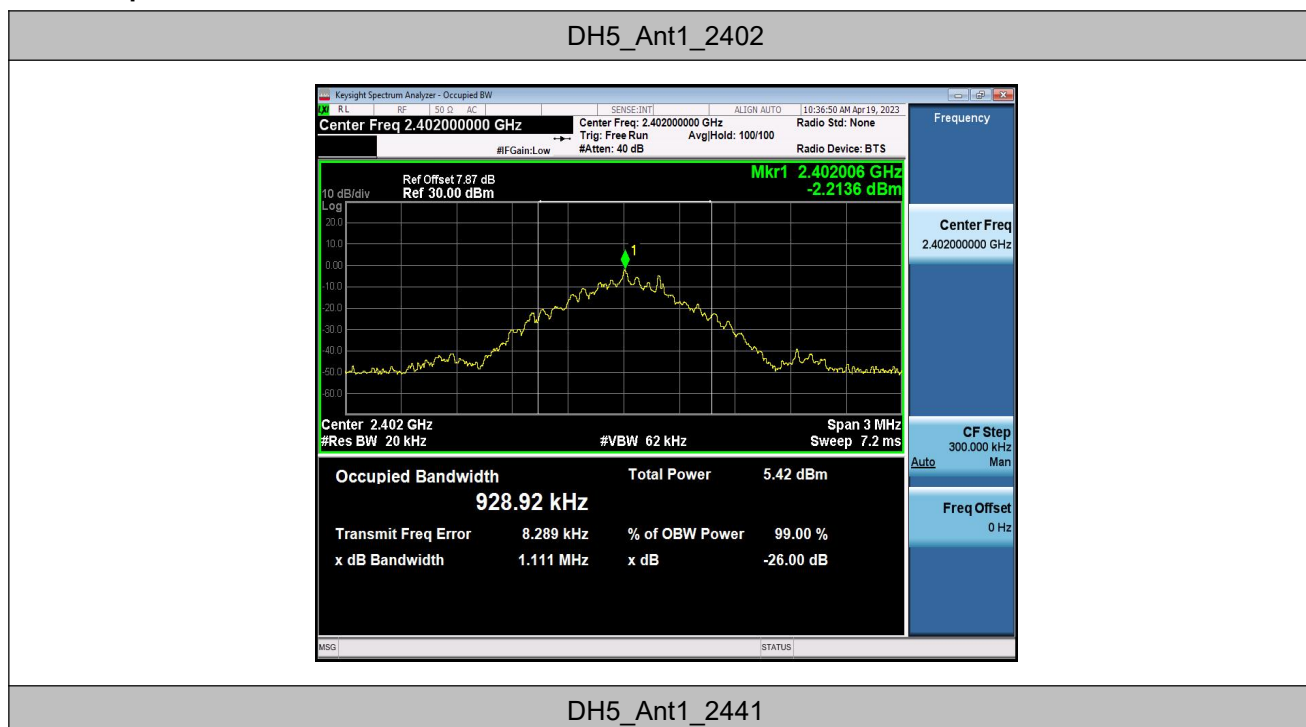 DH5_Ant1_2402
Keysight Spectrum Analyzer - Occupied BW
LXI RL RF 50 Ω AC SENSE:INT ALIGN AUTO 10:36:50 AM Apr 19, 2023
Center Freq 2.402000000 GHz
Center Freq: 2.402000000 GHz Radio Std: None
Trig: Free Run Avg|Hold: 100/100
#IFGain:Low #Atten: 40 dB Radio Device: BTS
Frequency
Mkr1 2.402006 GHz
Ref Offset 7.87 dB
-2.2136 dBm
10 dB/div Ref 30.00 dBm
Log
20.0
10.0
0.00
-10.0
-20.0
-30.0
-40.0
-50.0
-60.0
1
Center 2.402 GHz Span 3 MHz
#Res BW 20 kHz #VBW 62 kHz Sweep 7.2 ms
Center Freq
2.402000000 GHz
CF Step
300.000 kHz
Auto Man
Freq Offset
0 Hz
Occupied Bandwidth Total Power 5.42 dBm
928.92 kHz
Transmit Freq Error 8.289 kHz % of OBW Power 99.00 %
x dB Bandwidth 1.111 MHz x dB -26.00 dB
MSG STATUS
DH5_Ant1_2441